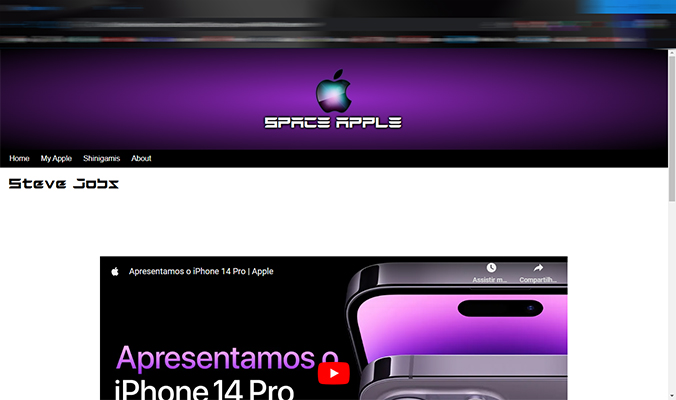 SPACE APPLE
Home My Apple Shinigamis About
Steve Jobs
Apresentamos o iPhone 14 Pro | Apple
Assistir m... Compartilh...
Apresentamos o
iPhone 14 Pro